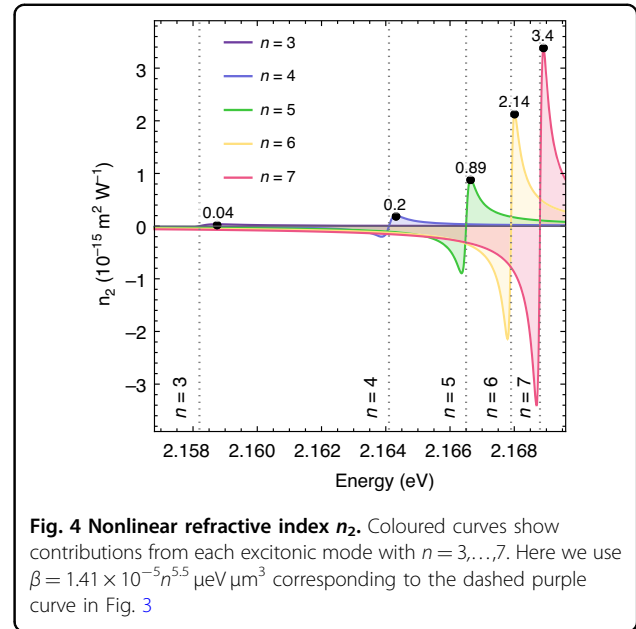 n = 3
n = 4
n = 5
n = 6
n = 7
3.4
2.14
0.89
0.2
0.04
3
2
1
0
−1
−2
−3
n₂ (10⁻¹⁵ m² W⁻¹)
n = 3
n = 4
n = 5
n = 6
n = 7
2.158 2.160 2.162 2.164 2.166 2.168
Energy (eV)
Fig. 4 Nonlinear refractive index n₂. Coloured curves show
contributions from each excitonic mode with n = 3,…,7. Here we use
β = 1.41 × 10⁻⁵n⁵·⁵ μeV μm³ corresponding to the dashed purple
curve in Fig. 3